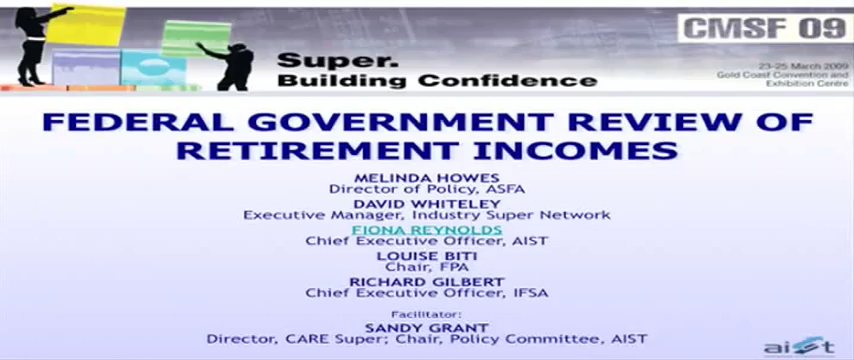 CMSF 09
Super.
Building Confidence
23-25 March 2009
Gold Coast Convention and
Exhibition Centre
FEDERAL GOVERNMENT REVIEW OF
RETIREMENT INCOMES
MELINDA HOWES
Director of Policy, ASFA
DAVID WHITELEY
Executive Manager, Industry Super Network
FIONA REYNOLDS
Chief Executive Officer, AIST
LOUISE BITI
Chair, FPA
RICHARD GILBERT
Chief Executive Officer, IFSA
Facilitator:
SANDY GRANT
Director, CARE Super; Chair, Policy Committee, AIST
aist